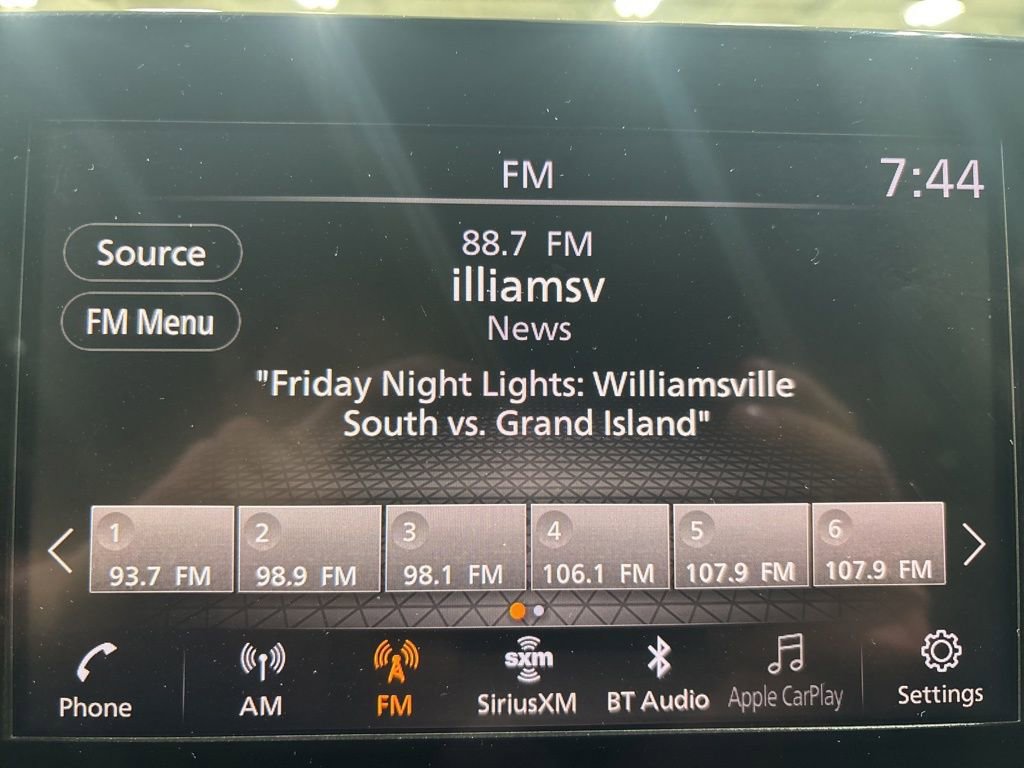 FM
7:44
Source
88.7 FM
illiamsv
FM Menu
News
"Friday Night Lights: Williamsville
South vs. Grand Island"
1 2 3 4 5 6
93.7 FM 98.9 FM 98.1 FM 106.1 FM 107.9 FM 107.9 FM
sxm
Phone AM FM SiriusXM BT Audio Apple CarPlay Settings